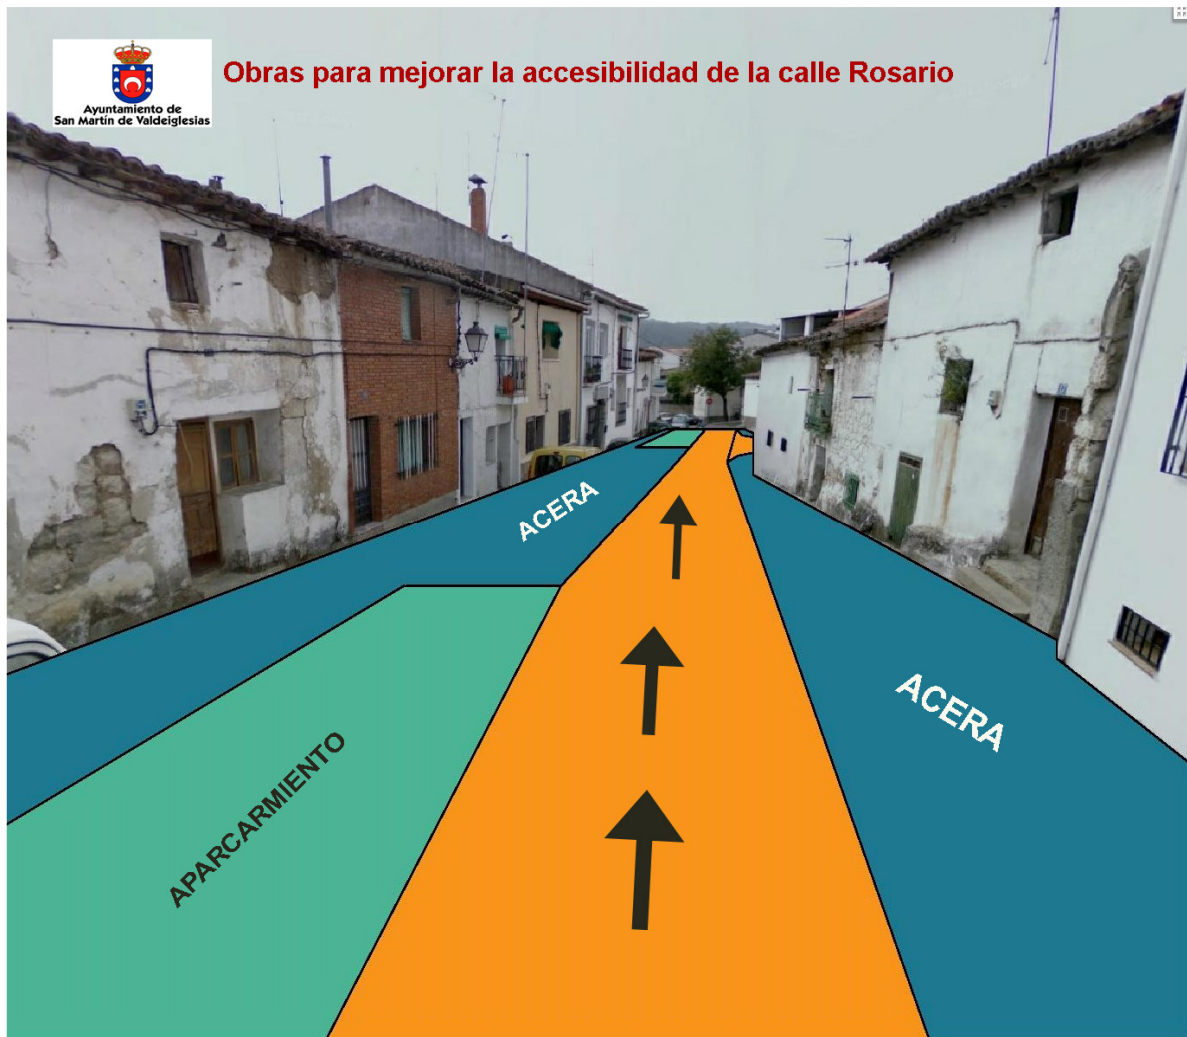 Obras para mejorar la accesibilidad de la calle Rosario
Ayuntamiento de
San Martín de Valdeiglesias
ACERA
ACERA
APARCARMIENTO